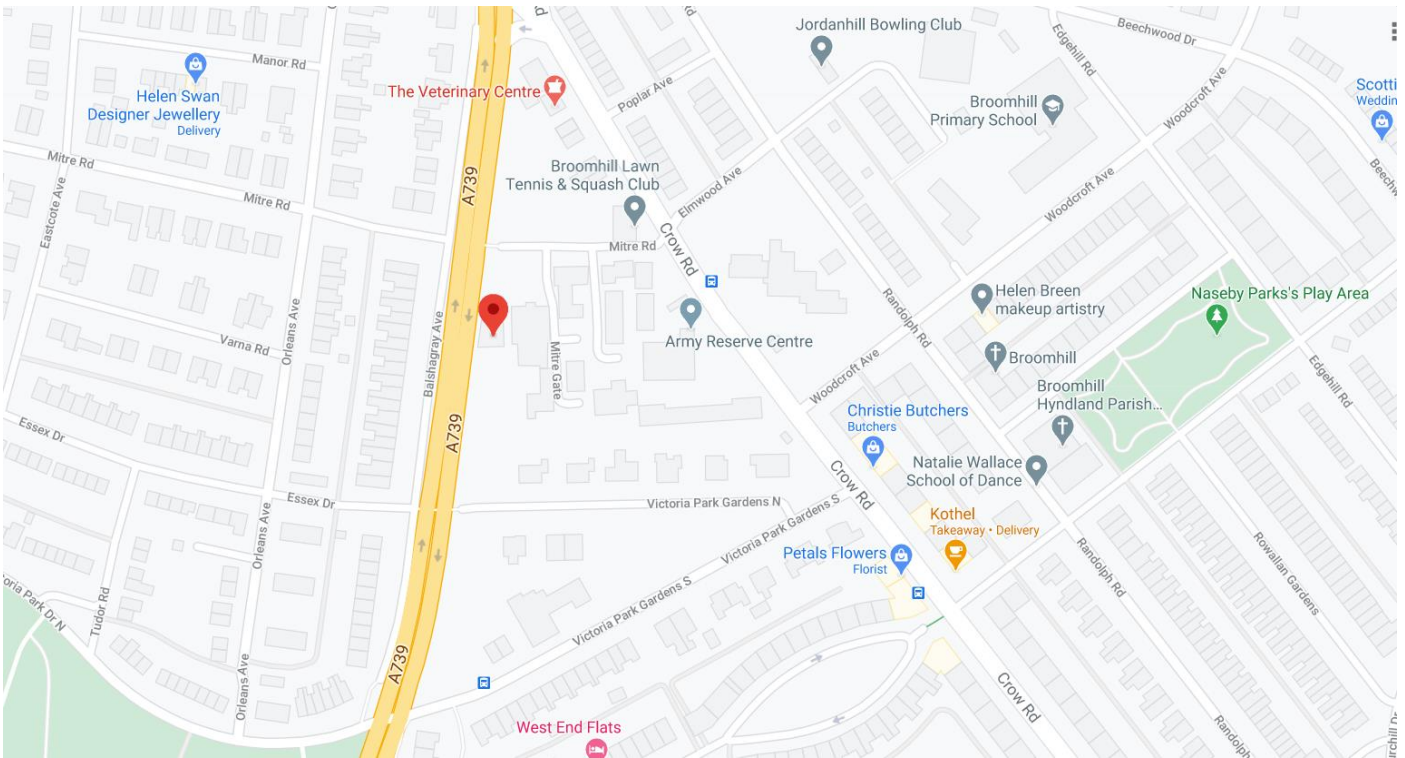 Jordanhill Bowling Club
Edgehill Rd
Beechwood Dr
Manor Rd
Helen Swan
Designer Jewellery
Delivery
The Veterinary Centre
Poplar Ave
Broomhill
Primary School
Woodcroft Ave
Scotti
Weddin
Mitre Rd
A739
Broomhill Lawn
Tennis & Squash Club
Elmwood Ave
Woodcroft Ave
Beechw
Eastcote Ave
Mitre Rd
Mitre Rd
Crow Rd
Helen Breen
makeup artistry
Naseby Parks's Play Area
Randolph Rd
Orleans Ave
Varna Rd
Balshagray Ave
Mitre Gate
Army Reserve Centre
Broomhill
Woodcroft Ave
Edgehill Rd
Broomhill
Hyndland Parish...
Christie Butchers
Butchers
Essex Dr
A739
Natalie Wallace
School of Dance
Crow Rd
Essex Dr
Victoria Park Gardens N
Kothel
Takeaway • Delivery
Victoria Park Gardens S
Orleans Ave
Petals Flowers
Florist
Randolph Rd
Rowallan Gardens
Tudor Rd
oria Park Dr N
Victoria Park Gardens S
A739
Orleans Ave
Crow Rd
West End Flats
Randolph
rchill Dr
Rd